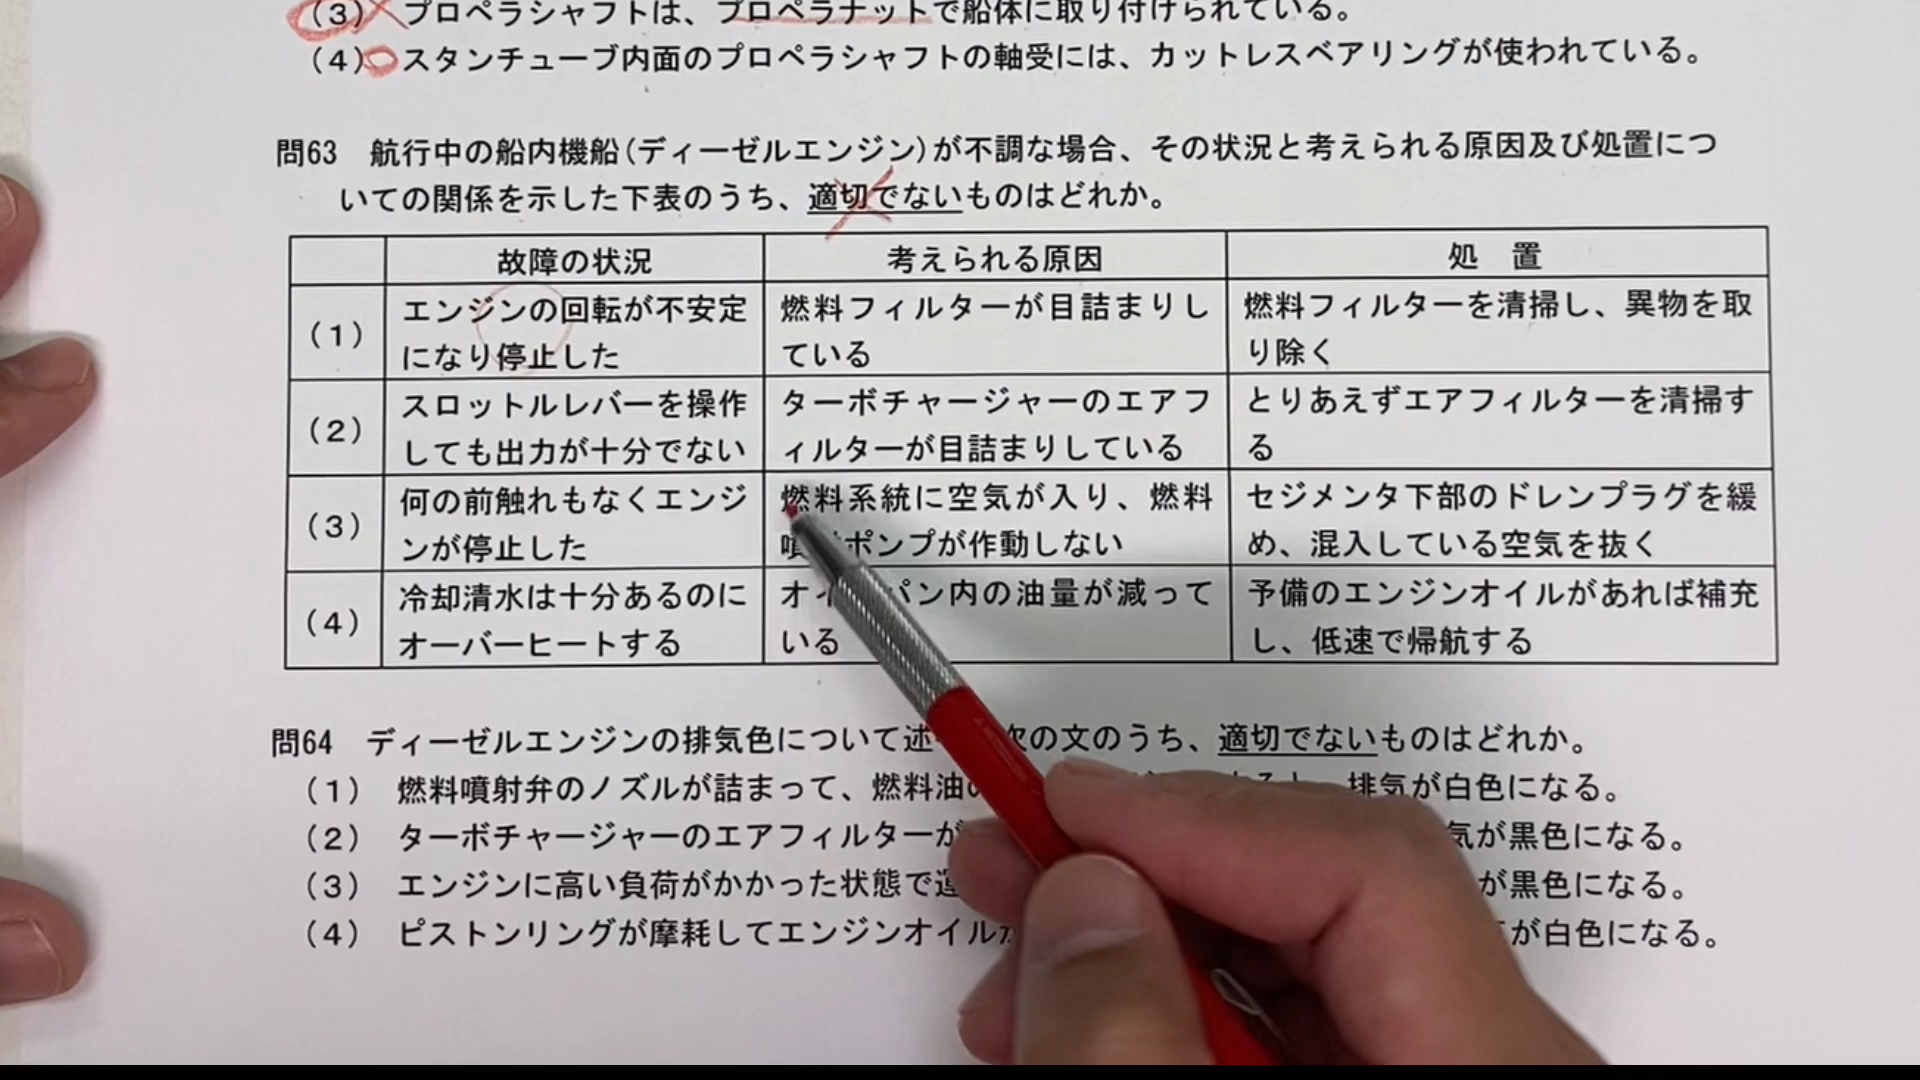 (3) プロペラシャフトは、プロペラナットで船体に取り付けられている。
(4) スタンチューブ内面のプロペラシャフトの軸受には、カットレスベアリングが使われている。
問63 航行中の船内機船(ディーゼルエンジン)が不調な場合、その状況と考えられる原因及び処置につ
いての関係を示した下表のうち、適切でないものはどれか。
故障の状況 考えられる原因 処 置
(1) エンジンの回転が不安定になり停止した 燃料フィルターが目詰まりしている 燃料フィルターを清掃し、異物を取り除く
(2) スロットルレバーを操作しても出力が十分でない ターボチャージャーのエアフィルターが目詰まりしている とりあえずエアフィルターを清掃する
(3) 何の前触れもなくエンジンが停止した 燃料系統に空気が入り、燃料 ポンプが作動しない セジメンタ下部のドレンプラグを緩め、混入している空気を抜く
(4) 冷却清水は十分あるのにオーバーヒートする パン内の油量が減っている 予備のエンジンオイルがあれば補充し、低速で帰航する
問64 ディーゼルエンジンの排気色について 次の文のうち、適切でないものはどれか。
(1) 燃料噴射弁のノズルが詰まって、燃料油 排気が白色になる。
(2) ターボチャージャーのエアフィルターが 気が黒色になる。
(3) エンジンに高い負荷がかかった状態で が黒色になる。
(4) ピストンリングが摩耗してエンジンオイル が白色になる。